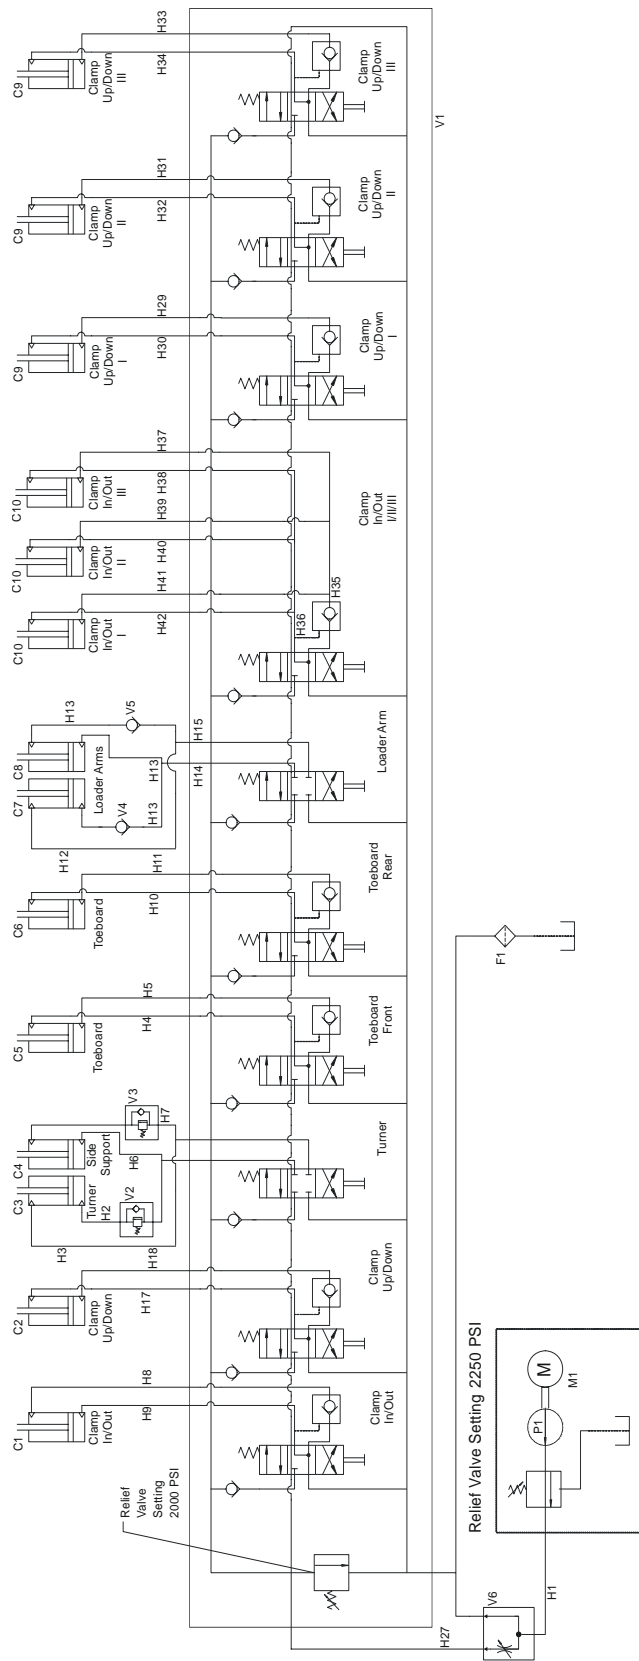 C1
C2
C3
C4
C5
C6
C7
C8
C10
C10
C10
C9
C9
C9
Clamp
In/Out
Clamp
Up/Down
Turner
Side
Support
Toeboard
Toeboard
Loader Arms
Clamp
In/Out
I
Clamp
In/Out
II
Clamp
In/Out
III
Clamp
Up/Down
I
Clamp
Up/Down
II
Clamp
Up/Down
III
H3
H2
V2
H6
V3
H7
H12
V4
H13
H13
H13
V5
H8
H9
H17
H18
H4
H5
H10
H11
H14
H15
H42
H41
H40
H39
H38
H37
H30
H29
H32
H31
H34
H33
Relief
Valve
Setting
2000 PSI
H36
H35
Clamp
In/Out
Clamp
Up/Down
Turner
Toeboard
Front
Toeboard
Rear
Loader Arm
Clamp
In/Out
I/II/III
Clamp
Up/Down
I
Clamp
Up/Down
II
Clamp
Up/Down
III
V1
H27
V6
H1
F1
Relief Valve Setting 2250 PSI
P1
M
M1